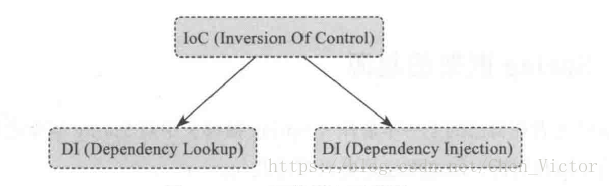 IoC (Inversion Of Control)
DI (Dependency Lookup)
DI (Dependency Injection)
https://blog.csdn.net/Chen_Victor